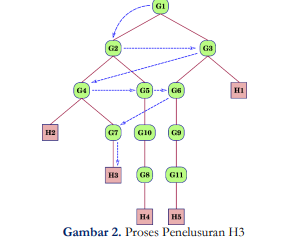 G1
G2 G3
G4 G5 G6 H1
H2 G7 G10 G9
H3 G8 G11
H4 H5
Gambar 2. Proses Penelusuran H3